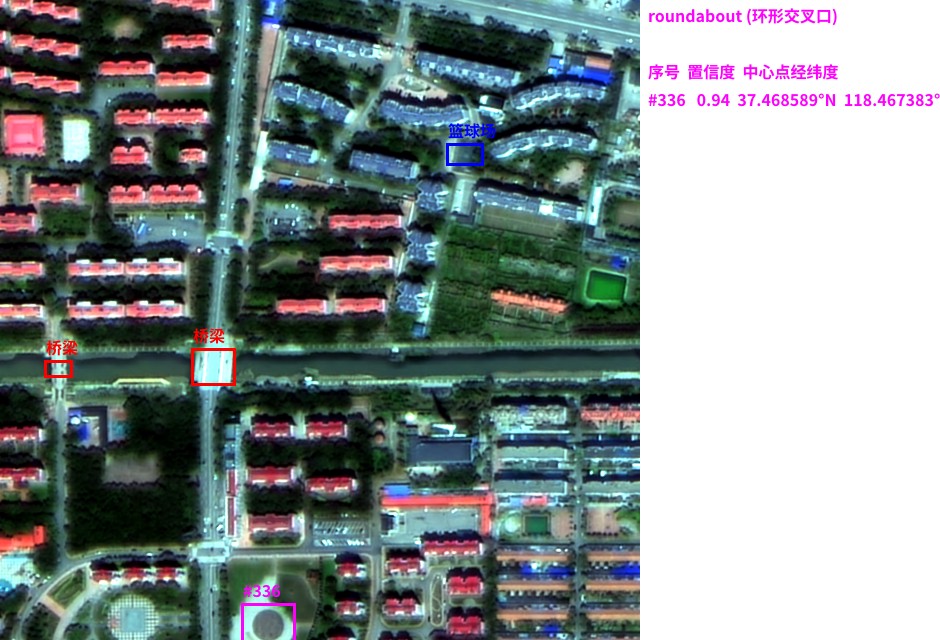 roundabout (环形交叉口)
序号 置信度 中心点经纬度
#336 0.94 37.468589°N 118.467383°
篮球场
桥梁
桥梁
#336